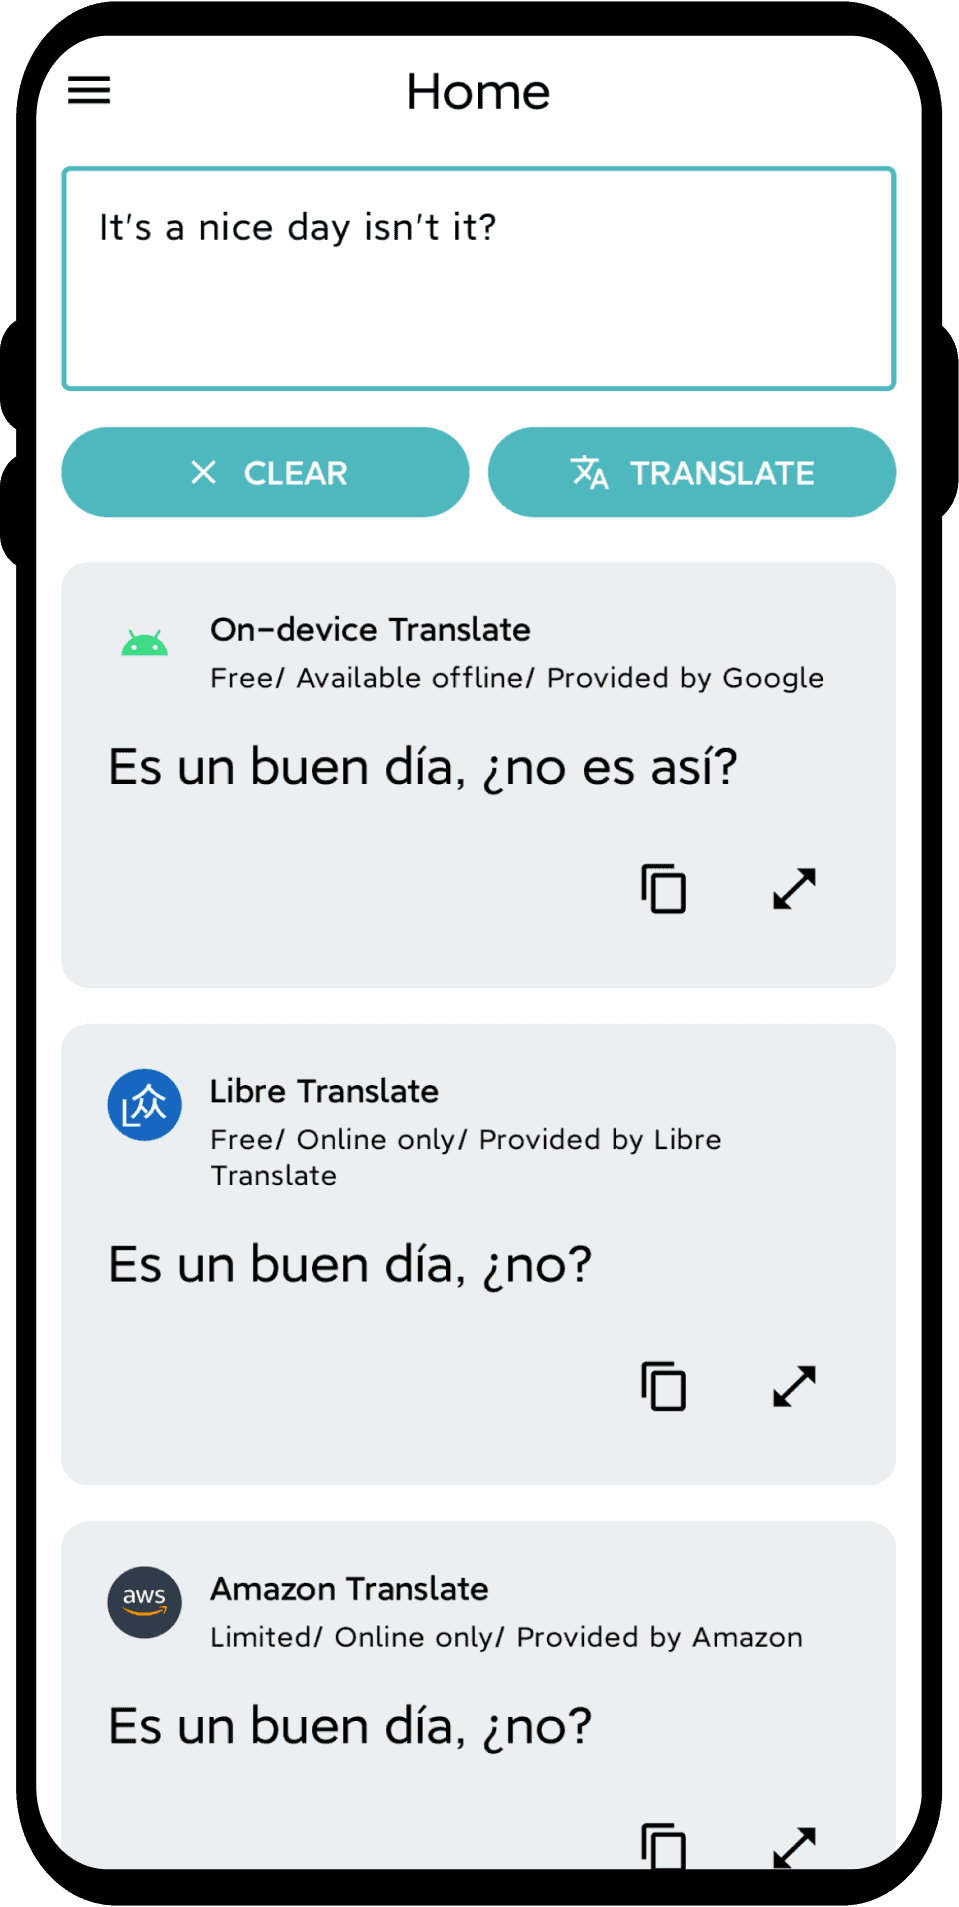 Home
It's a nice day isn't it?
CLEAR
TRANSLATE
On-device Translate
Free/ Available offline/ Provided by Google
Es un buen día, ¿no es así?
Libre Translate
Free/ Online only/ Provided by Libre
Translate
Es un buen día, ¿no?
aws
Amazon Translate
Limited/ Online only/ Provided by Amazon
Es un buen día, ¿no?